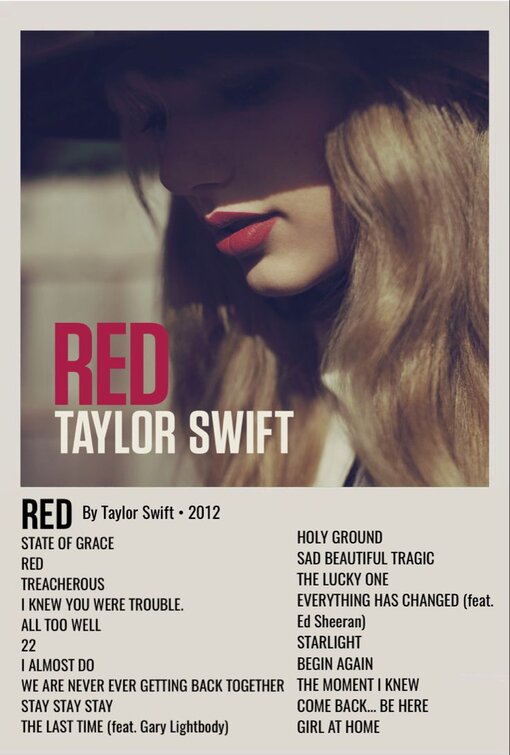 RED
TAYLOR SWIFT
RED By Taylor Swift • 2012
STATE OF GRACE
RED
TREACHEROUS
I KNEW YOU WERE TROUBLE.
ALL TOO WELL
22
I ALMOST DO
WE ARE NEVER EVER GETTING BACK TOGETHER
STAY STAY STAY
THE LAST TIME (feat. Gary Lightbody)
HOLY GROUND
SAD BEAUTIFUL TRAGIC
THE LUCKY ONE
EVERYTHING HAS CHANGED (feat.
Ed Sheeran)
STARLIGHT
BEGIN AGAIN
THE MOMENT I KNEW
COME BACK... BE HERE
GIRL AT HOME